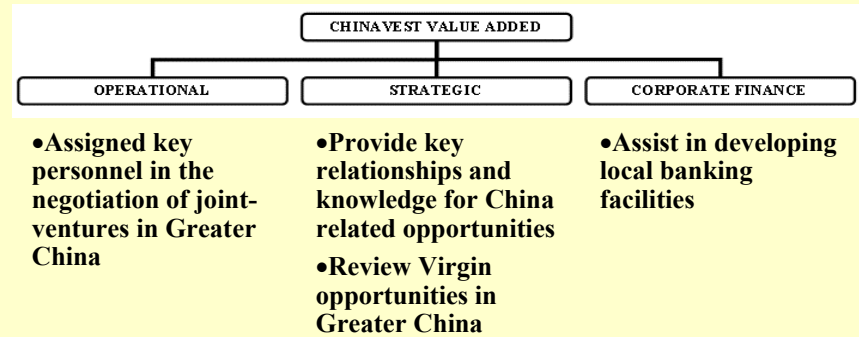 CHINAVEST VALUE ADDED
OPERATIONAL
STRATEGIC
CORPORATE FINANCE
•Assigned key
personnel in the
negotiation of joint-
ventures in Greater
China
•Provide key
relationships and
knowledge for China
related opportunities
•Review Virgin
opportunities in
Greater China
•Assist in developing
local banking
facilities